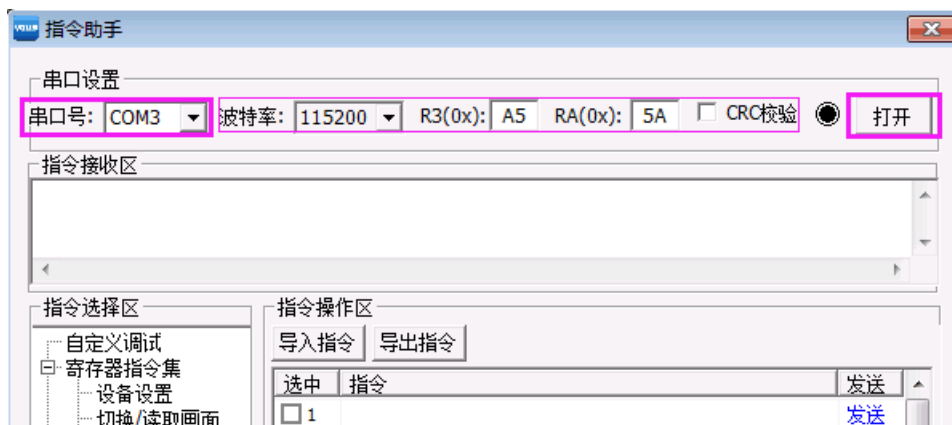 指令助手
串口设置
串口号: COM3 波特率: 115200 R3(0x): A5 RA(0x): 5A CRC校验 打开
指令接收区
指令选择区
自定义调试
寄存器指令集
设备设置
切换/读取画面
指令操作区
导入指令 导出指令
选中 指令 发送
1 发送